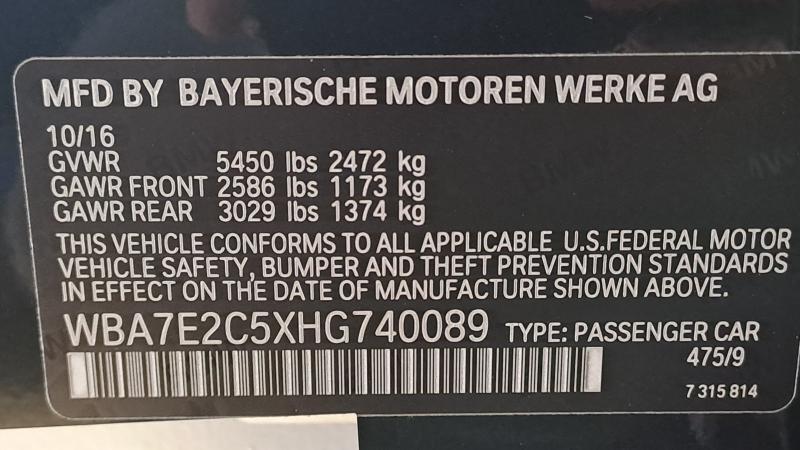 MFD BY BAYERISCHE MOTOREN WERKE AG
10/16
GVWR 5450 lbs 2472 kg
GAWR FRONT 2586 lbs 1173 kg
GAWR REAR 3029 lbs 1374 kg
THIS VEHICLE CONFORMS TO ALL APPLICABLE U.S.FEDERAL MOTOR
VEHICLE SAFETY, BUMPER AND THEFT PREVENTION STANDARDS
IN EFFECT ON THE DATE OF MANUFACTURE SHOWN ABOVE.
WBA7E2C5XHG740089 TYPE: PASSENGER CAR
475/9
7 315 814